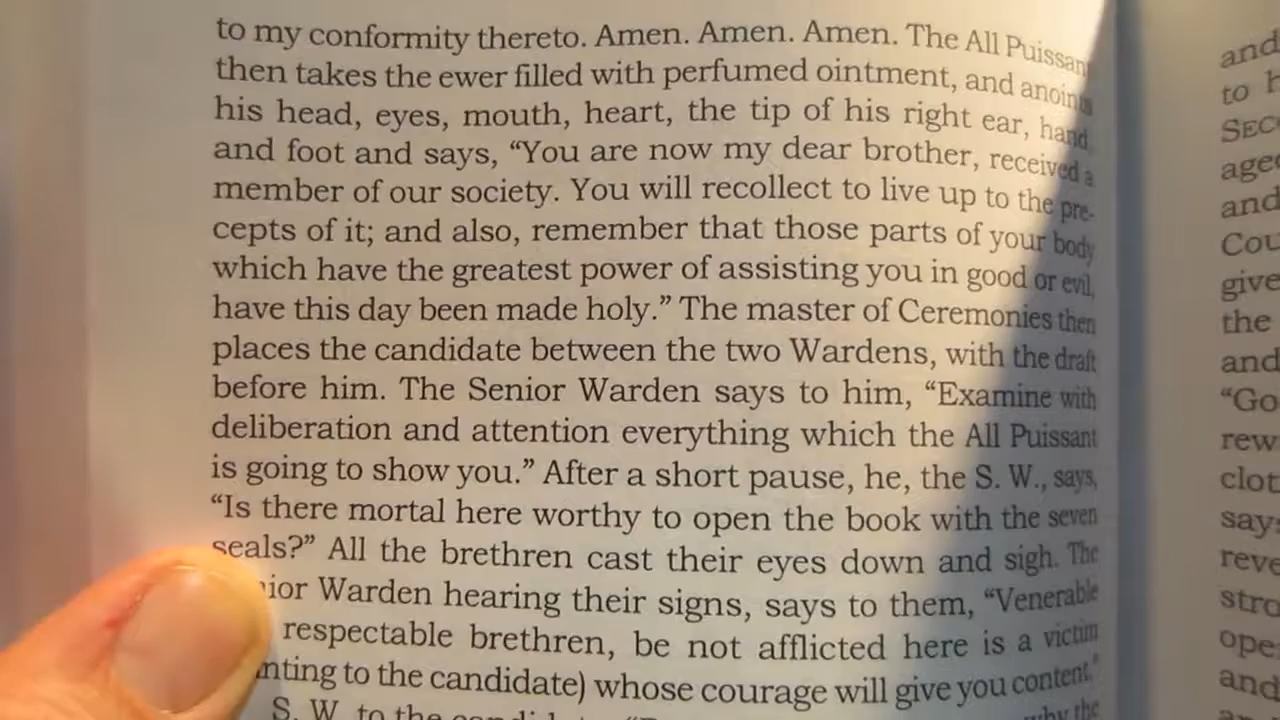 to my conformity thereto. Amen. Amen. Amen. The All Puissant
then takes the ewer filled with perfumed ointment, and anoints
his head, eyes, mouth, heart, the tip of his right ear, hand
and foot and says, “You are now my dear brother, received a
member of our society. You will recollect to live up to the pre-
cepts of it; and also, remember that those parts of your body
which have the greatest power of assisting you in good or evil,
have this day been made holy.” The master of Ceremonies then
places the candidate between the two Wardens, with the draft
before him. The Senior Warden says to him, “Examine with
deliberation and attention everything which the All Puissant
is going to show you.” After a short pause, he, the S. W., says,
“Is there mortal here worthy to open the book with the seven
seals?” All the brethren cast their eyes down and sigh. The
ior Warden hearing their signs, says to them, “Venerable
respectable brethren, be not afflicted here is a victim
nting to the candidate) whose courage will give you content.”
S. W. to the
why the
and
to
SEC
age
and
Cou
give
the
and
“Go
rew
clot
say
reve
stro
ope
and